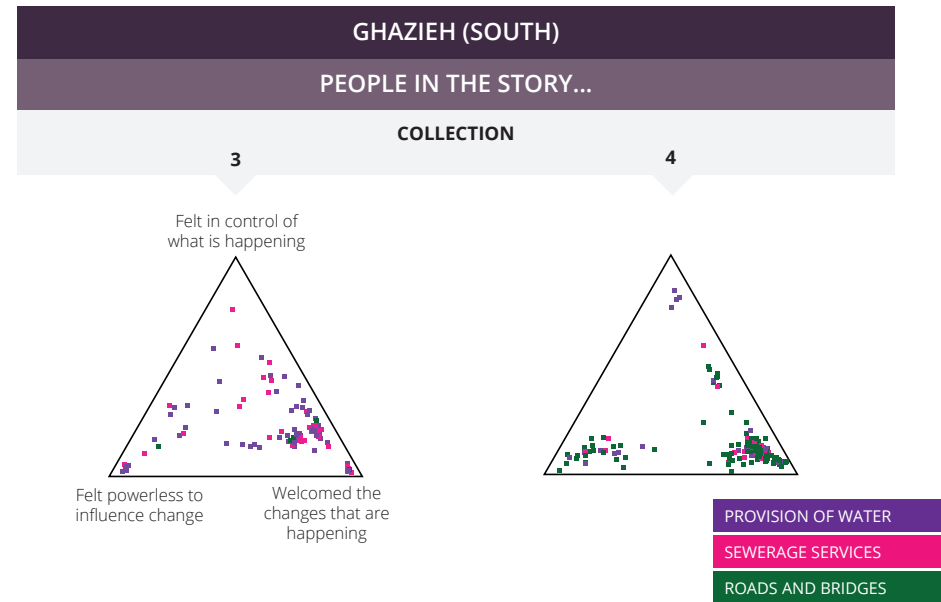 GHAZIEH (SOUTH)
PEOPLE IN THE STORY...
COLLECTION
3
4
Felt in control of
what is happening
Felt powerless to
influence change
Welcomed the
changes that are
happening
PROVISION OF WATER
SEWERAGE SERVICES
ROADS AND BRIDGES